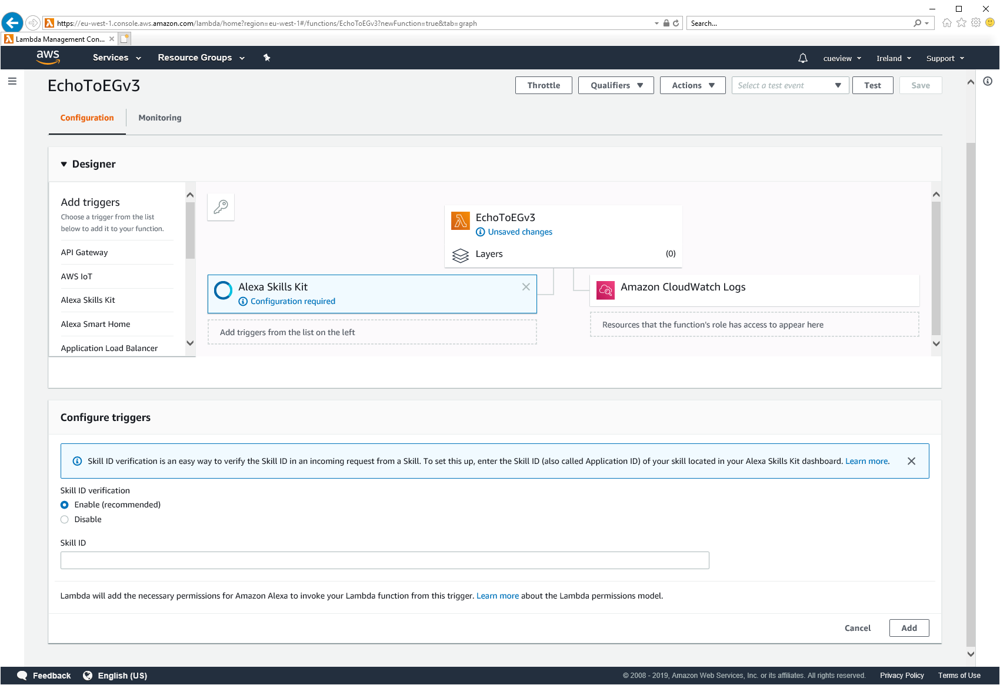 https://eu-west-1.console.aws.amazon.com/lambda/home?region=eu-west-1#/functions/EchoToEGv3?newFunction=true&tab=graph
Search...
Lambda Management Con...
aws
Services
Resource Groups
cueview
Ireland
Support
EchoToEGv3
Throttle
Qualifiers
Actions
Select a test event
Test
Save
Configuration
Monitoring
Designer
Add triggers
Choose a trigger from the list
below to add it to your function.
API Gateway
AWS IoT
Alexa Skills Kit
Alexa Smart Home
Application Load Balancer
EchoToEGv3
Unsaved changes
Layers
(0)
Alexa Skills Kit
Configuration required
Add triggers from the list on the left
Amazon CloudWatch Logs
Resources that the function's role has access to appear here
Configure triggers
Skill ID verification is an easy way to verify the Skill ID in an incoming request from a Skill. To set this up, enter the Skill ID (also called Application ID) of your skill located in your Alexa Skills Kit dashboard. Learn more.
Skill ID verification
Enable (recommended)
Disable
Skill ID
Lambda will add the necessary permissions for Amazon Alexa to invoke your Lambda function from this trigger. Learn more about the Lambda permissions model.
Cancel
Add
Feedback
English (US)
© 2008 - 2019, Amazon Web Services, Inc. or its affiliates. All rights reserved.
Privacy Policy
Terms of Use